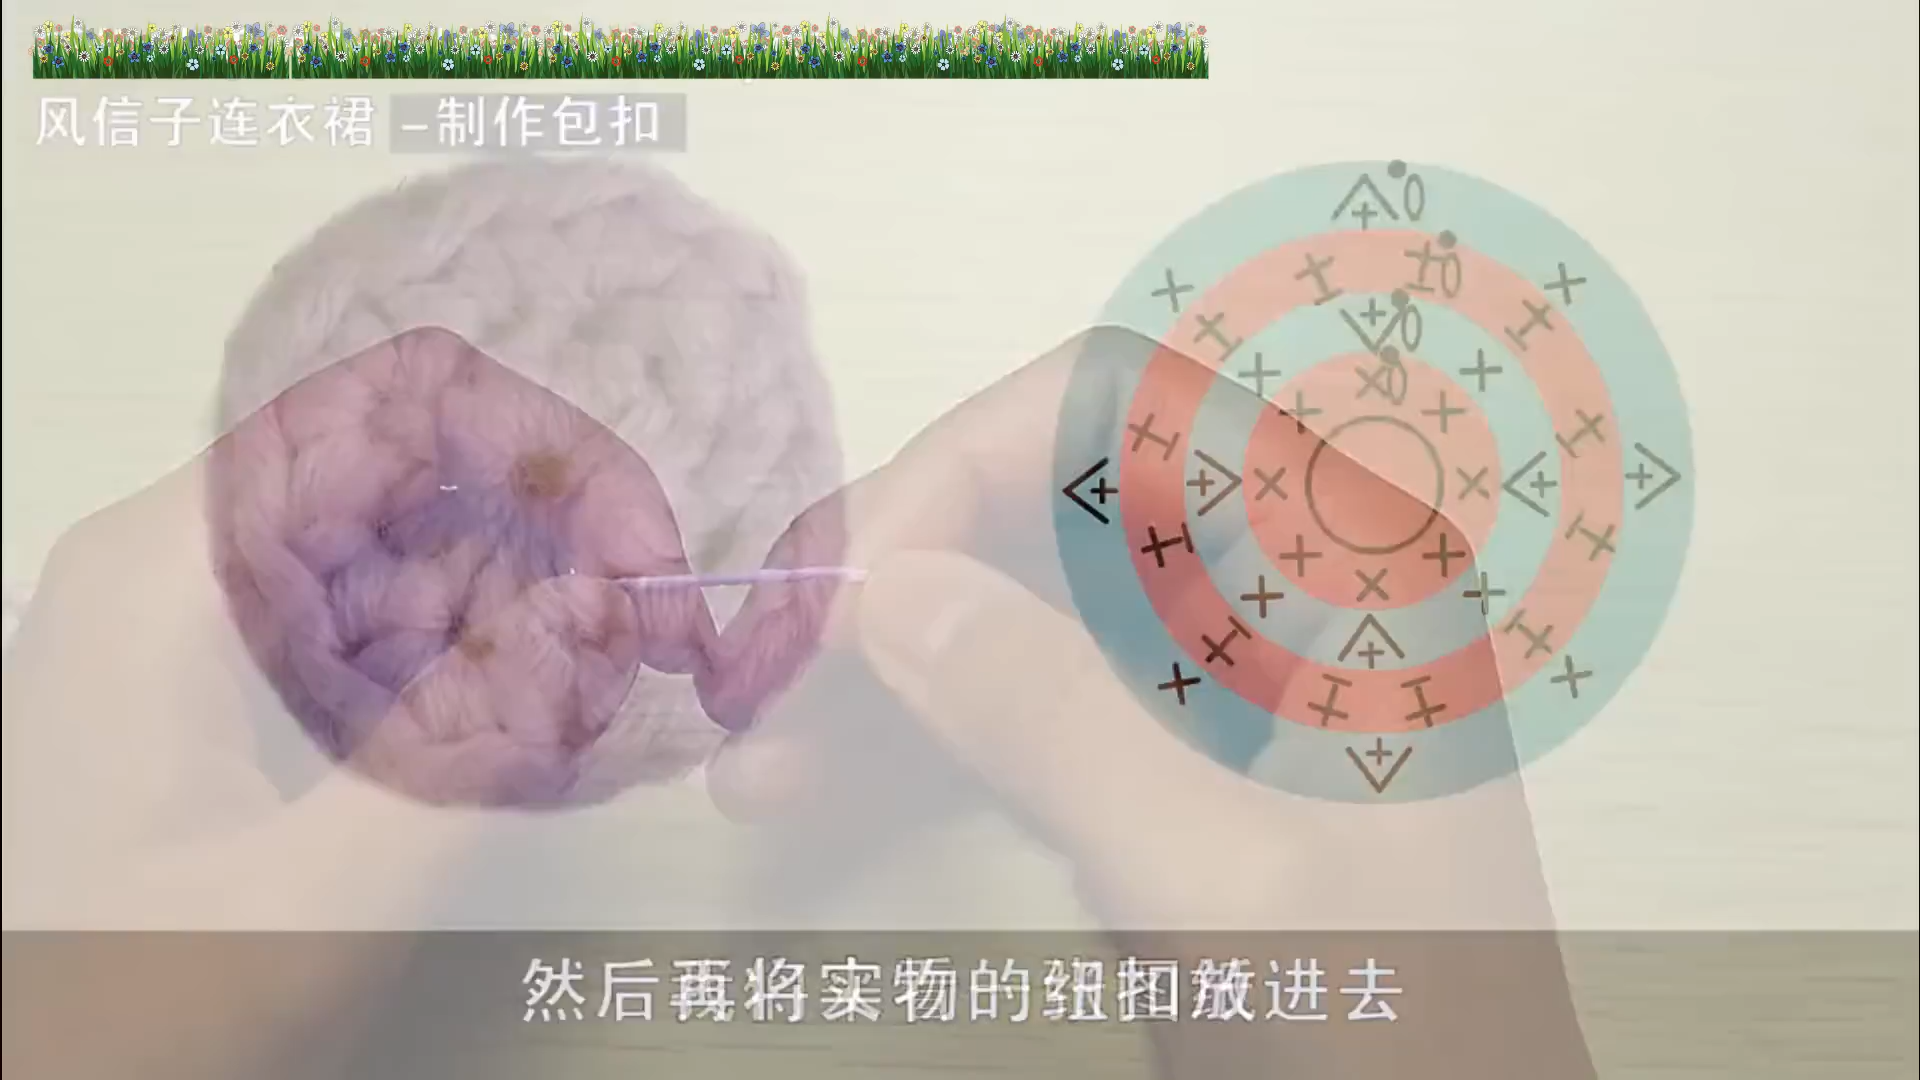 风信子连衣裙 -制作包扣
然后再将实物的纽扣放进去